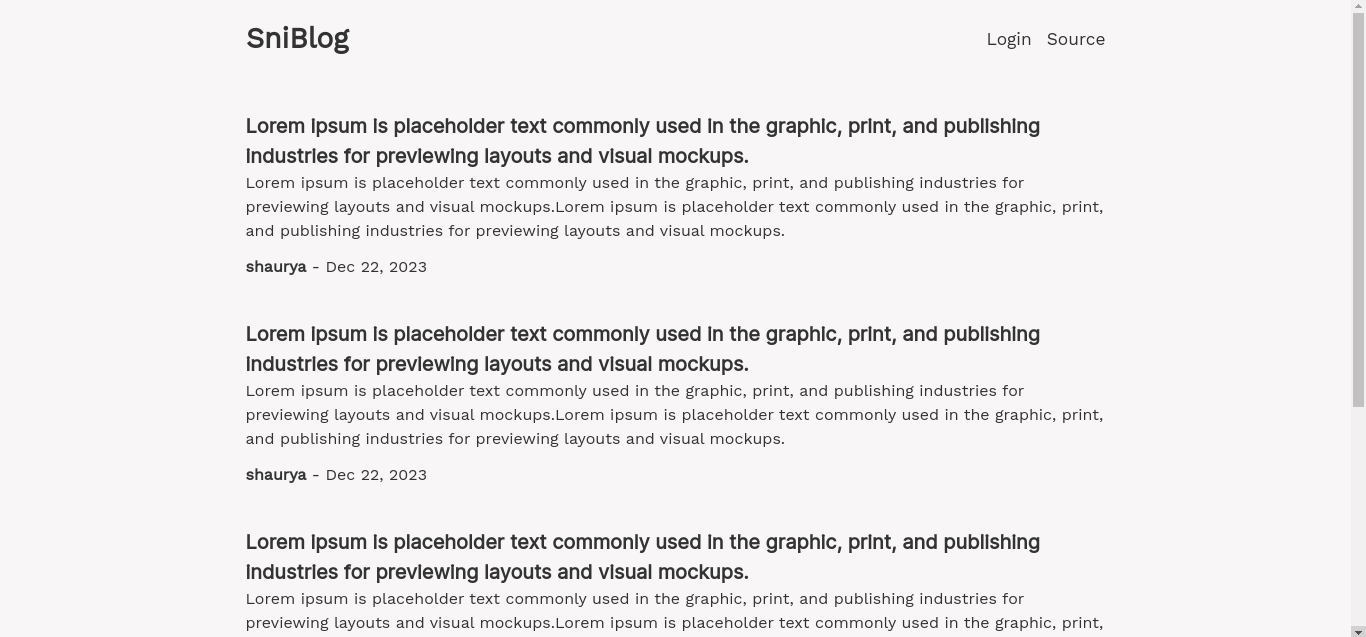 SniBlog
Login Source
Lorem Ipsum is placeholder text commonly used in the graphic, print, and publishing
industries for previewing layouts and visual mockups.
Lorem ipsum is placeholder text commonly used in the graphic, print, and publishing industries for
previewing layouts and visual mockups.Lorem ipsum is placeholder text commonly used in the graphic, print,
and publishing industries for previewing layouts and visual mockups.
shaurya - Dec 22, 2023
Lorem Ipsum is placeholder text commonly used in the graphic, print, and publishing
industries for previewing layouts and visual mockups.
Lorem ipsum is placeholder text commonly used in the graphic, print, and publishing industries for
previewing layouts and visual mockups.Lorem ipsum is placeholder text commonly used in the graphic, print,
and publishing industries for previewing layouts and visual mockups.
shaurya - Dec 22, 2023
Lorem Ipsum is placeholder text commonly used in the graphic, print, and publishing
industries for previewing layouts and visual mockups.
Lorem ipsum is placeholder text commonly used in the graphic, print, and publishing industries for
previewing layouts and visual mockups.Lorem ipsum is placeholder text commonly used in the graphic, print,